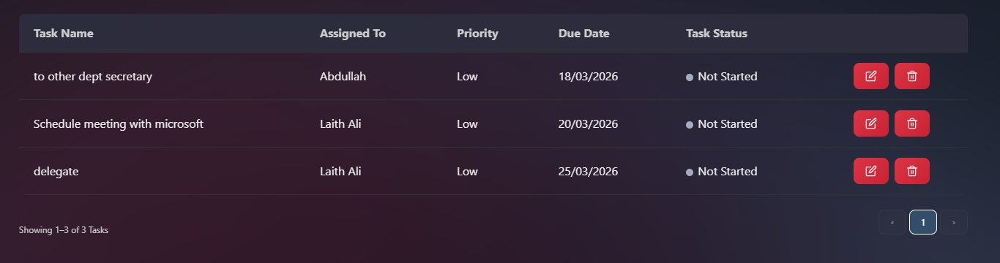 Task Name Assigned To Priority Due Date Task Status
to other dept secretary Abdullah Low 18/03/2026 Not Started
Schedule meeting with microsoft Laith Ali Low 20/03/2026 Not Started
delegate Laith Ali Low 25/03/2026 Not Started
Showing 1–3 of 3 Tasks ‹ 1 ›